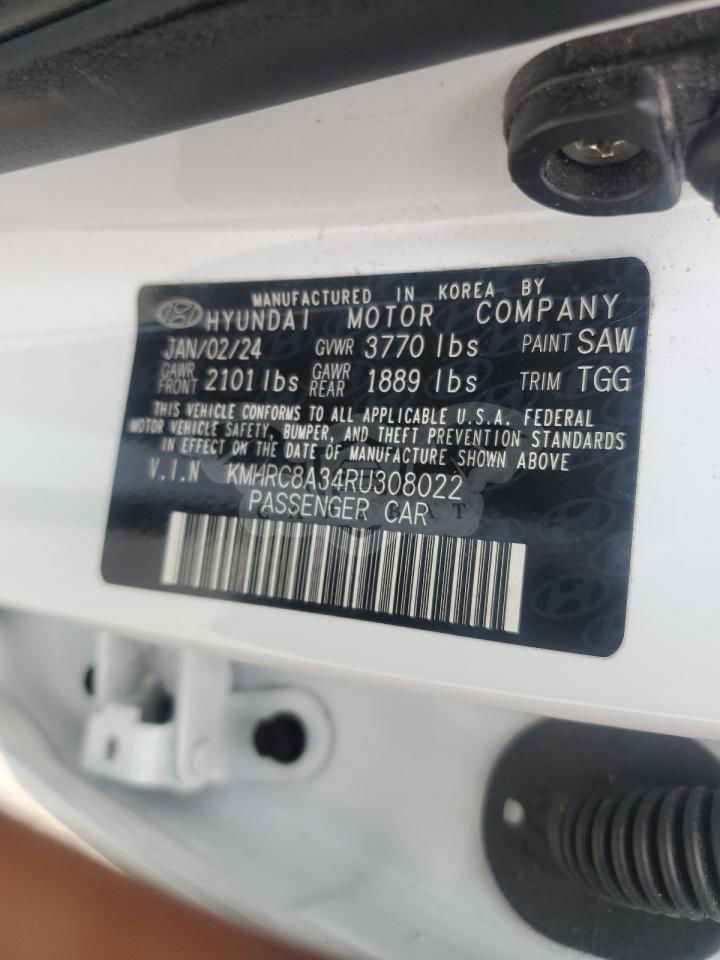 MANUFACTURED IN KOREA BY
HYUNDAI MOTOR COMPANY
JAN/02/24 GVWR 3770 lbs PAINT SAW
GAWR FRONT 2101 lbs GAWR REAR 1889 lbs TRIM TGG
THIS VEHICLE CONFORMS TO ALL APPLICABLE U.S.A. FEDERAL
MOTOR VEHICLE SAFETY, BUMPER, AND THEFT PREVENTION STANDARDS
IN EFFECT ON THE DATE OF MANUFACTURE SHOWN ABOVE
V.I.N KMHRC8A34RU308022
PASSENGER CAR